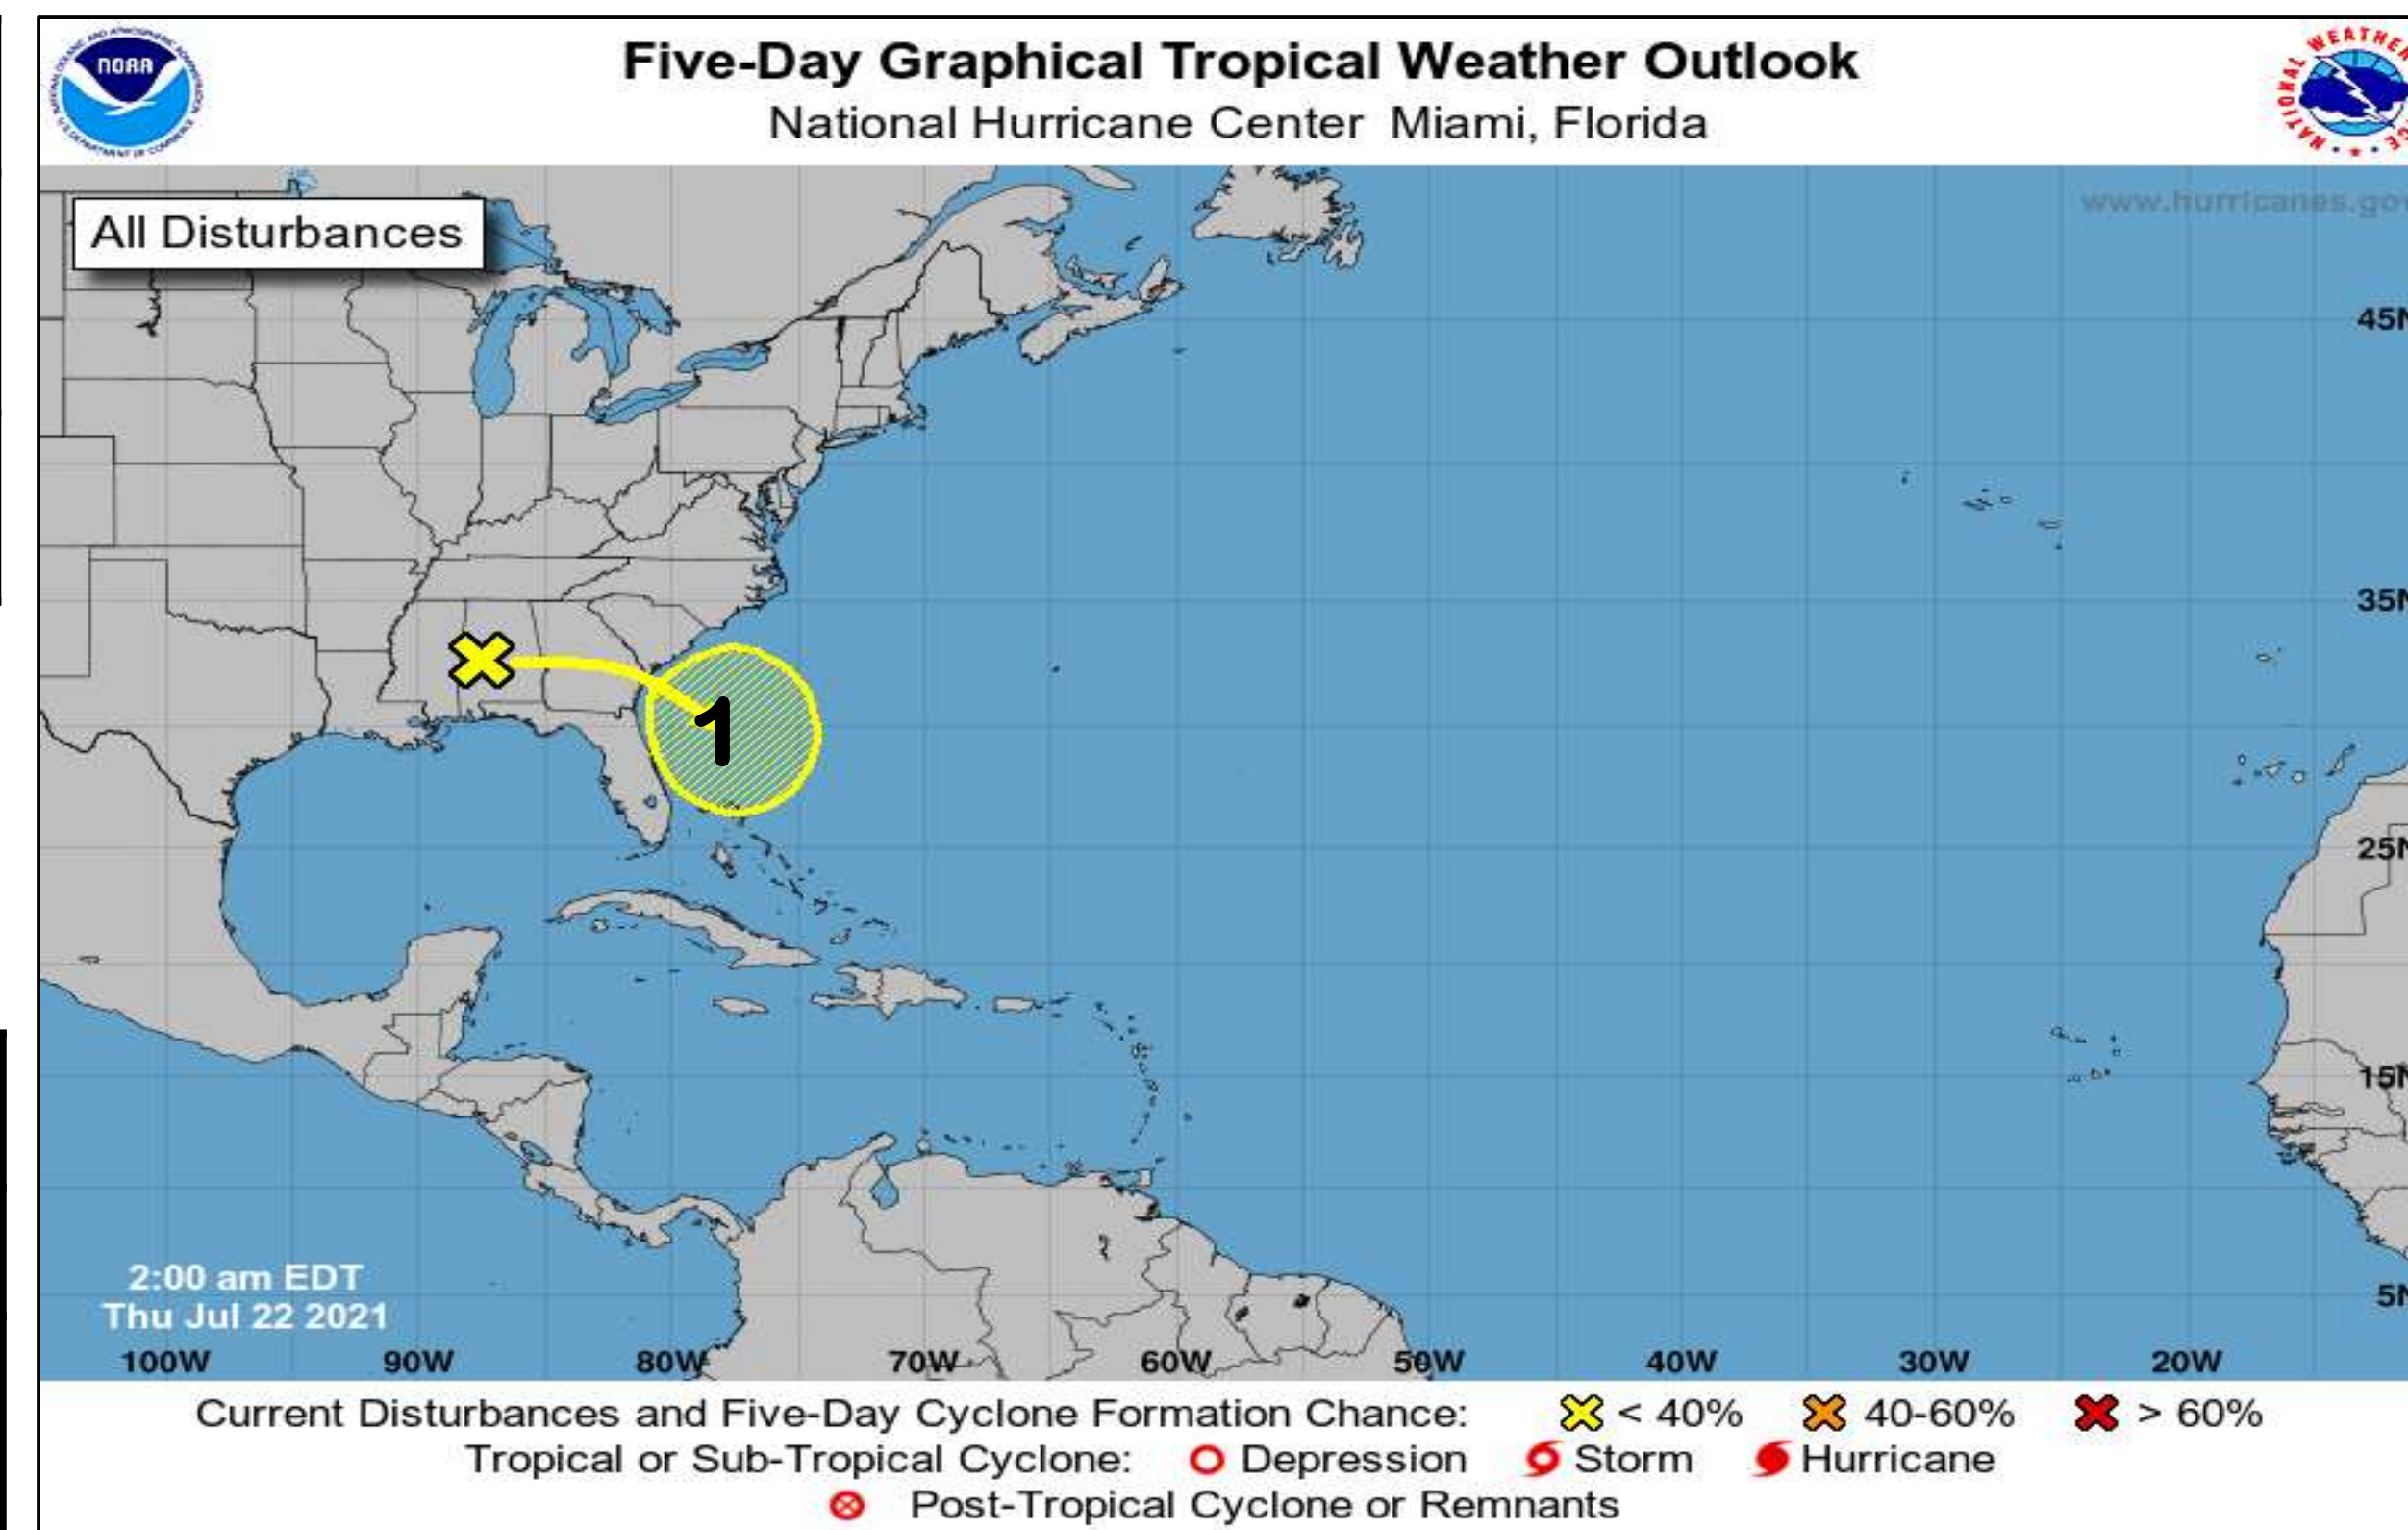 NOAA
Five-Day Graphical Tropical Weather Outlook
National Hurricane Center Miami, Florida
NATIONAL WEATHER
All Disturbances
www.hurricanes.gov
45N
35N
1
25N
15N
5N
2:00 am EDT
Thu Jul 22 2021
100W 90W 80W 70W 60W 50W 40W 30W 20W
Current Disturbances and Five-Day Cyclone Formation Chance: < 40% 40-60% > 60%
Tropical or Sub-Tropical Cyclone: Depression Storm Hurricane
Post-Tropical Cyclone or Remnants